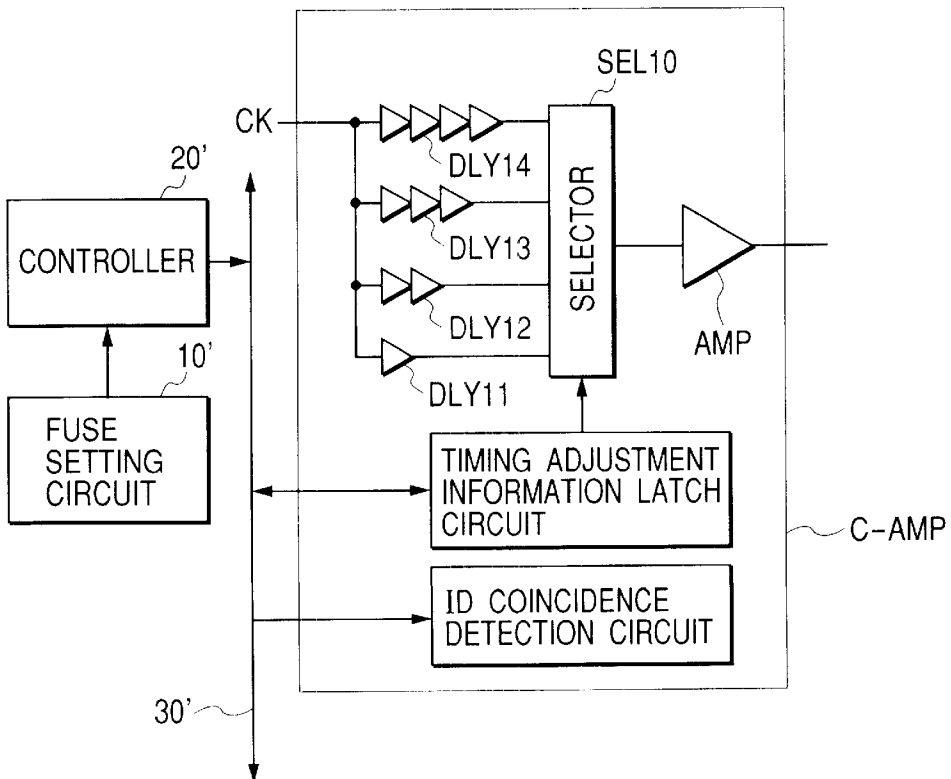 SEL10
CK
DLY14
20'
CONTROLLER
DLY13
SELECTOR
DLY12
AMP
10'
DLY11
FUSE
SETTING
CIRCUIT
TIMING ADJUSTMENT
INFORMATION LATCH
CIRCUIT
C-AMP
ID COINCIDENCE
DETECTION CIRCUIT
30'